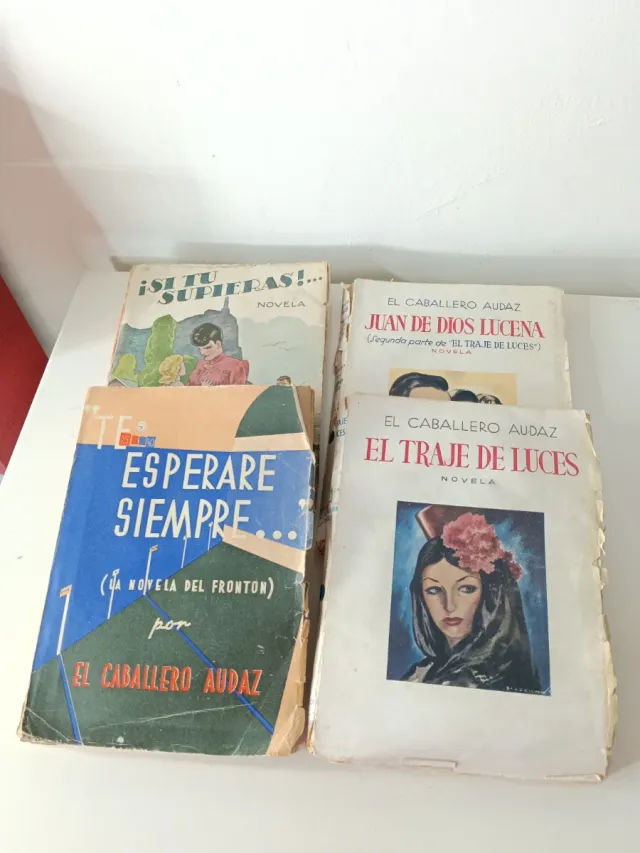 ¡SI TU
SUPIERAS!...
NOVELA
EL CABALLERO AUDAZ
JUAN DE DIOS LUCENA
(Segunda parte de "EL TRAJE DE LUCES")
NOVELA
"TE
ESPERARE
SIEMPRE..."
(LA NOVELA DEL FRONTON)
por
EL CABALLERO AUDAZ
EL CABALLERO AUDAZ
EL TRAJE DE LUCES
NOVELA